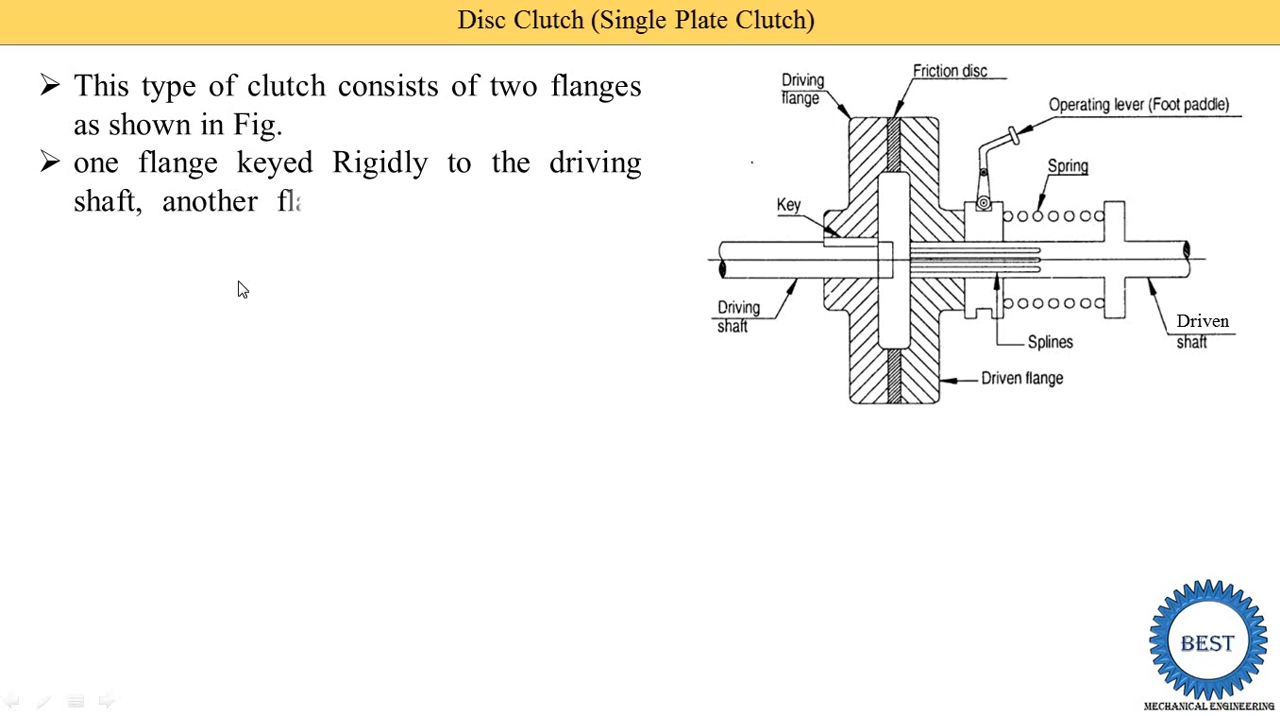 Disc Clutch (Single Plate Clutch)
This type of clutch consists of two flanges
as shown in Fig.
one flange keyed Rigidly to the driving
shaft, another
Driving
flange
Friction disc
Operating lever (Foot paddle)
Spring
Key
Driving
shaft
Driven
shaft
Splines
Driven flange
BEST
MECHANICAL ENGINEERING